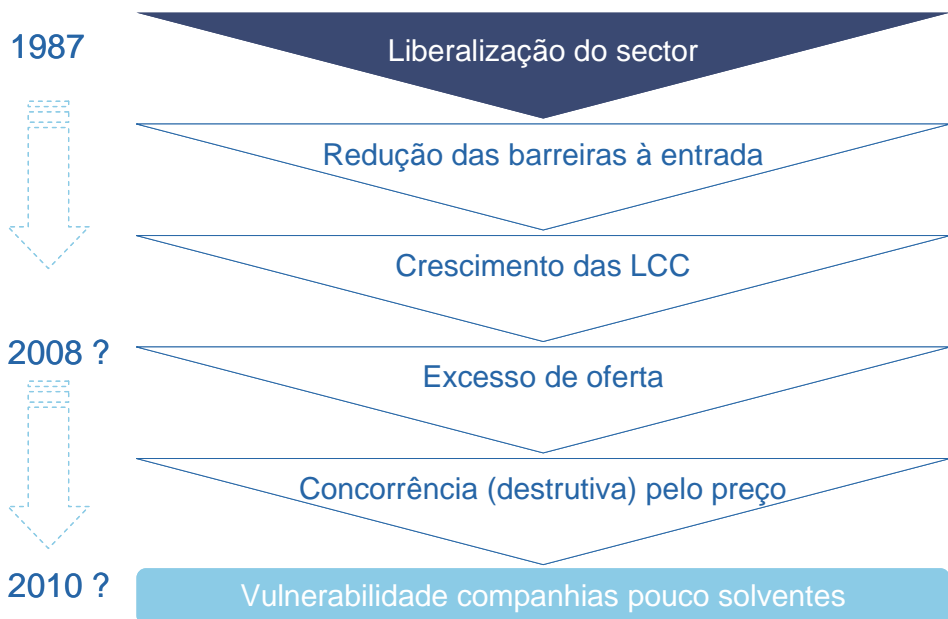 1987
Liberalização do sector
Redução das barreiras à entrada
Crescimento das LCC
2008 ?
Excesso de oferta
Concorrência (destrutiva) pelo preço
2010 ?
Vulnerabilidade companhias pouco solventes